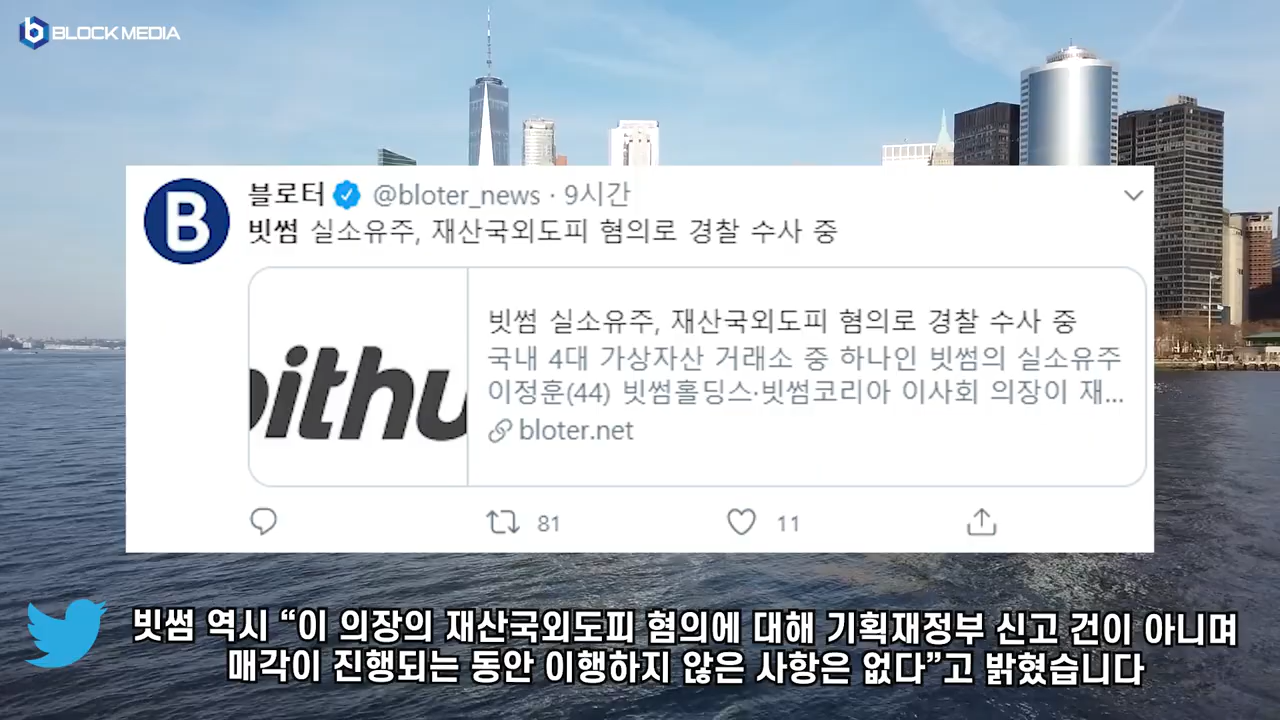 BLOCK MEDIA
블로터 @bloter_news · 9시간
빗썸 실소유주, 재산국외도피 혐의로 경찰 수사 중
bithu
빗썸 실소유주, 재산국외도피 혐의로 경찰 수사 중
국내 4대 가상자산 거래소 중 하나인 빗썸의 실소유주
이정훈(44) 빗썸홀딩스·빗썸코리아 이사회 의장이 재...
bloter.net
81
11
빗썸 역시 “이 의장의 재산국외도피 혐의에 대해 기획재정부 신고 건이 아니며
매각이 진행되는 동안 이행하지 않은 사항은 없다”고 밝혔습니다